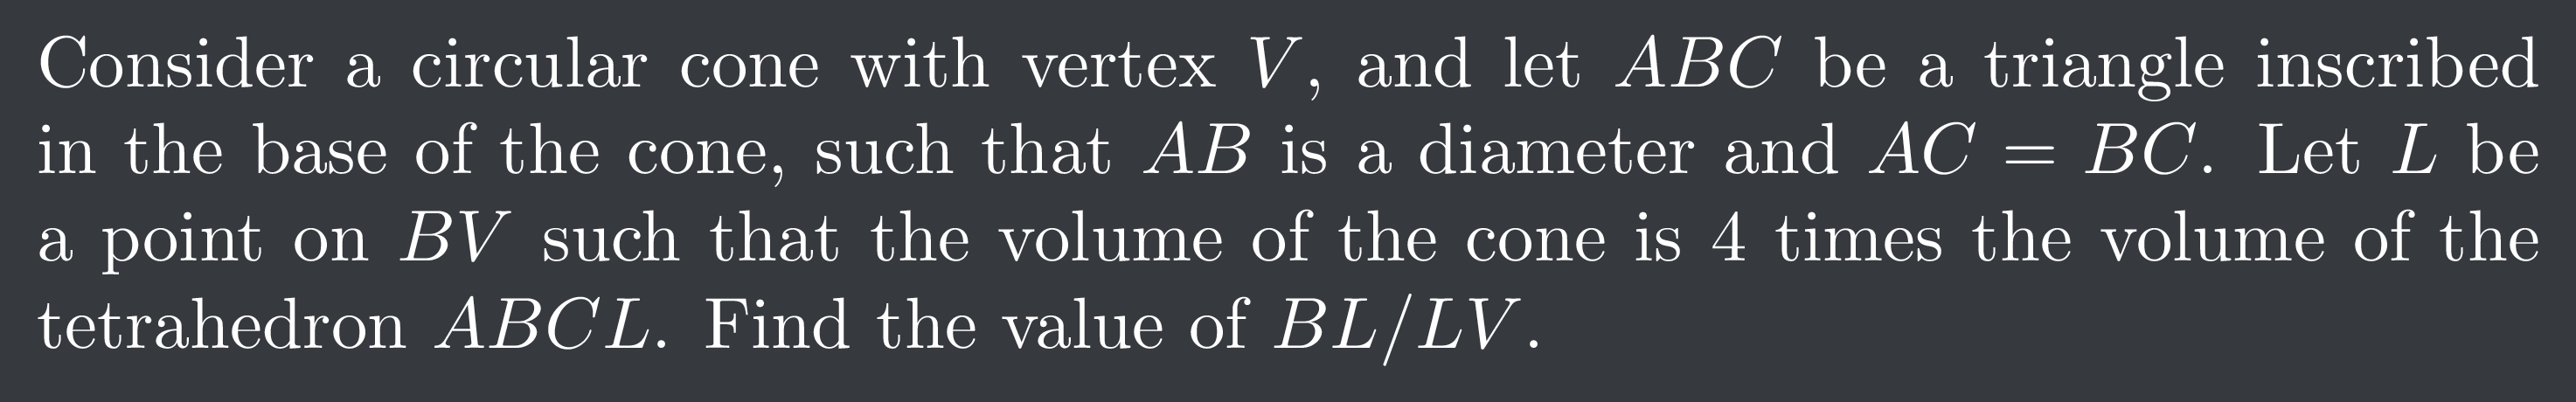 Consider a circular cone with vertex V, and let ABC be a triangle inscribed
in the base of the cone, such that AB is a diameter and AC = BC. Let L be
a point on BV such that the volume of the cone is 4 times the volume of the
tetrahedron ABCL. Find the value of BL/LV.